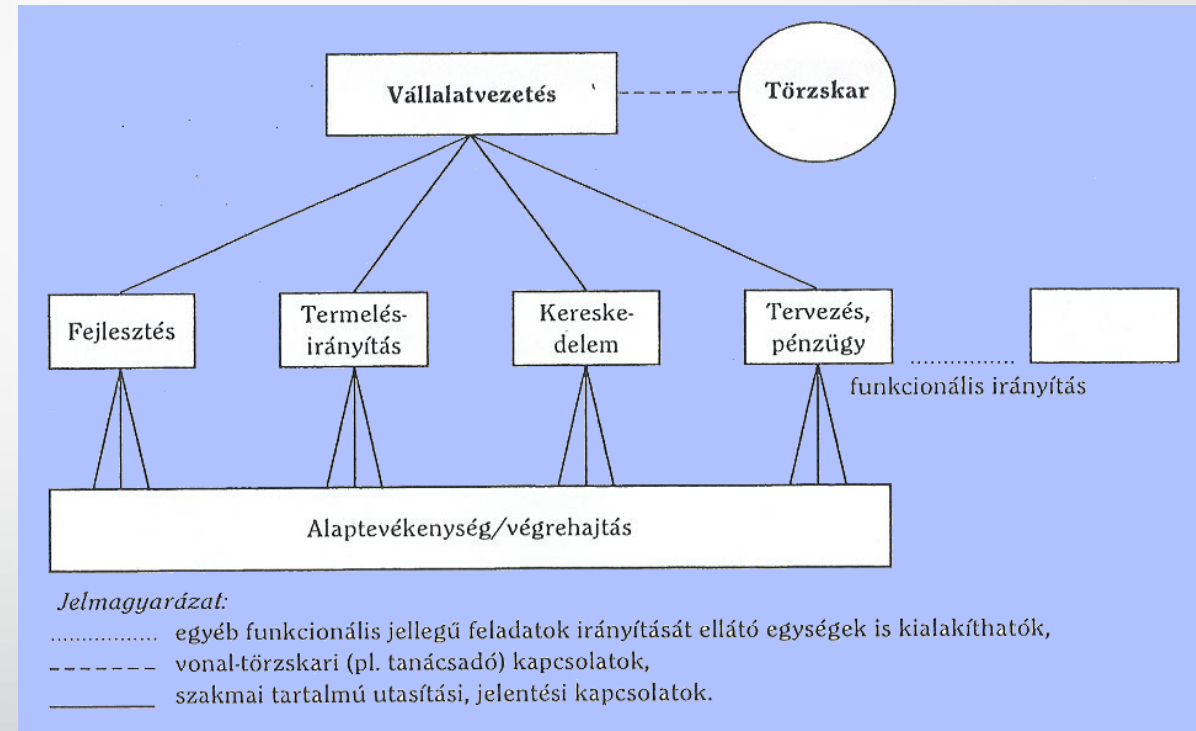 Vállalatvezetés
Törzskar
Fejlesztés
Termelés-
irányítás
Kereske-
delem
Tervezés,
pénzügy
funkcionális irányítás
Alaptevékenység/végrehajtás
Jelmagyarázat:
................. egyéb funkcionális jellegű feladatok irányítását ellátó egységek is kialakíthatók,
------- vonal-törzskari (pl. tanácsadó) kapcsolatok,
_______ szakmai tartalmú utasítási, jelentési kapcsolatok.